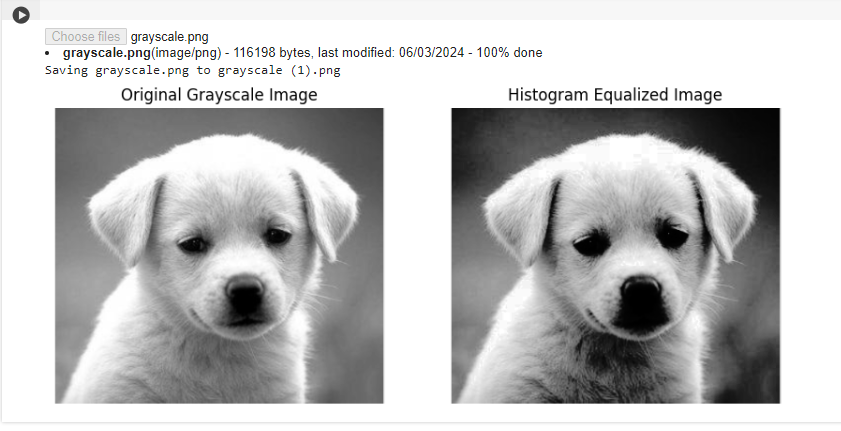 Choose files grayscale.png
grayscale.png(image/png) - 116198 bytes, last modified: 06/03/2024 - 100% done
Saving grayscale.png to grayscale (1).png
Original Grayscale Image
Histogram Equalized Image